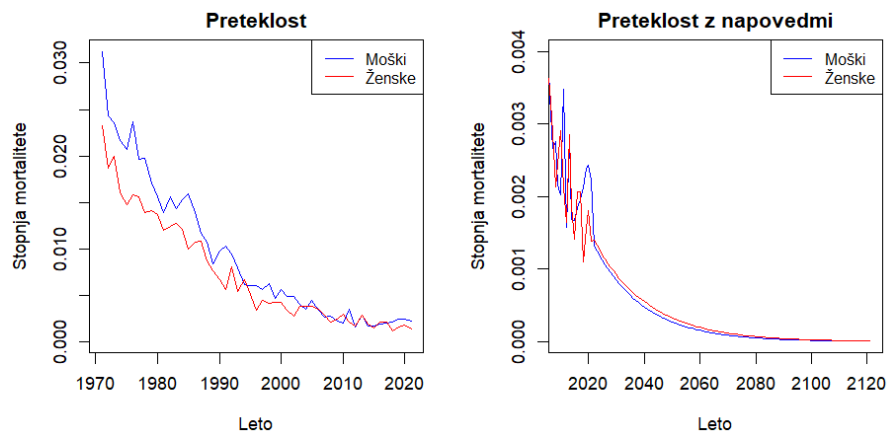 Preteklost
Stopnja mortalitete
0.030
0.020
0.010
0.000
Moški
Ženske
1970 1980 1990 2000 2010 2020
Leto
Preteklost z napovedmi
Stopnja mortalitete
0.004
0.003
0.002
0.001
0.000
Moški
Ženske
2020 2040 2060 2080 2100 2120
Leto